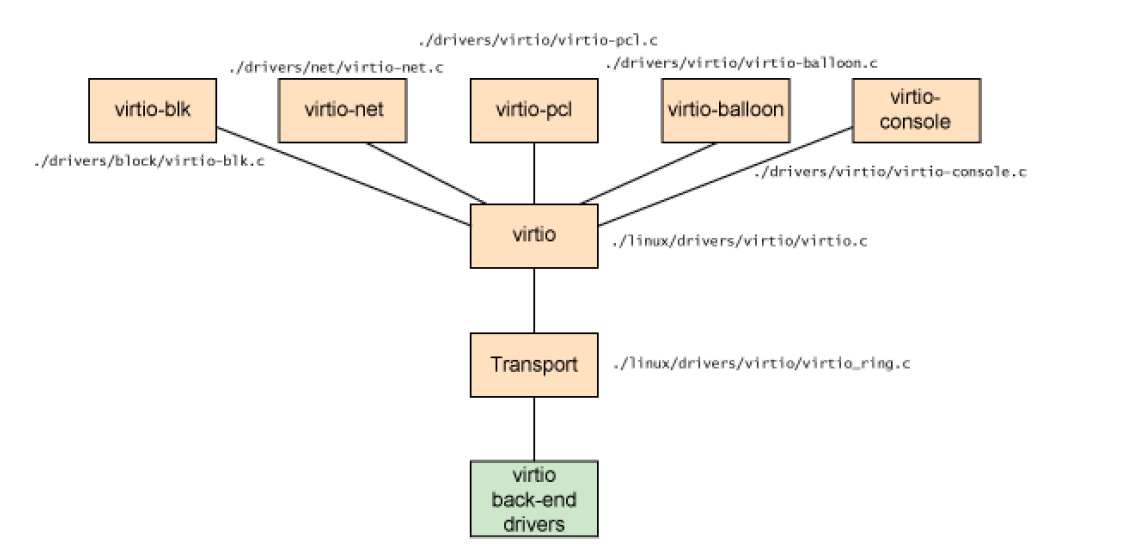 ./drivers/virtio/virtio-pcl.c
./drivers/net/virtio-net.c
./drivers/virtio/virtio-balloon.c
virtio-blk
virtio-net
virtio-pcl
virtio-balloon
virtio-
console
./drivers/block/virtio-blk.c
./drivers/virtio/virtio-console.c
virtio
./linux/drivers/virtio/virtio.c
Transport
./linux/drivers/virtio/virtio_ring.c
virtio
back-end
drivers